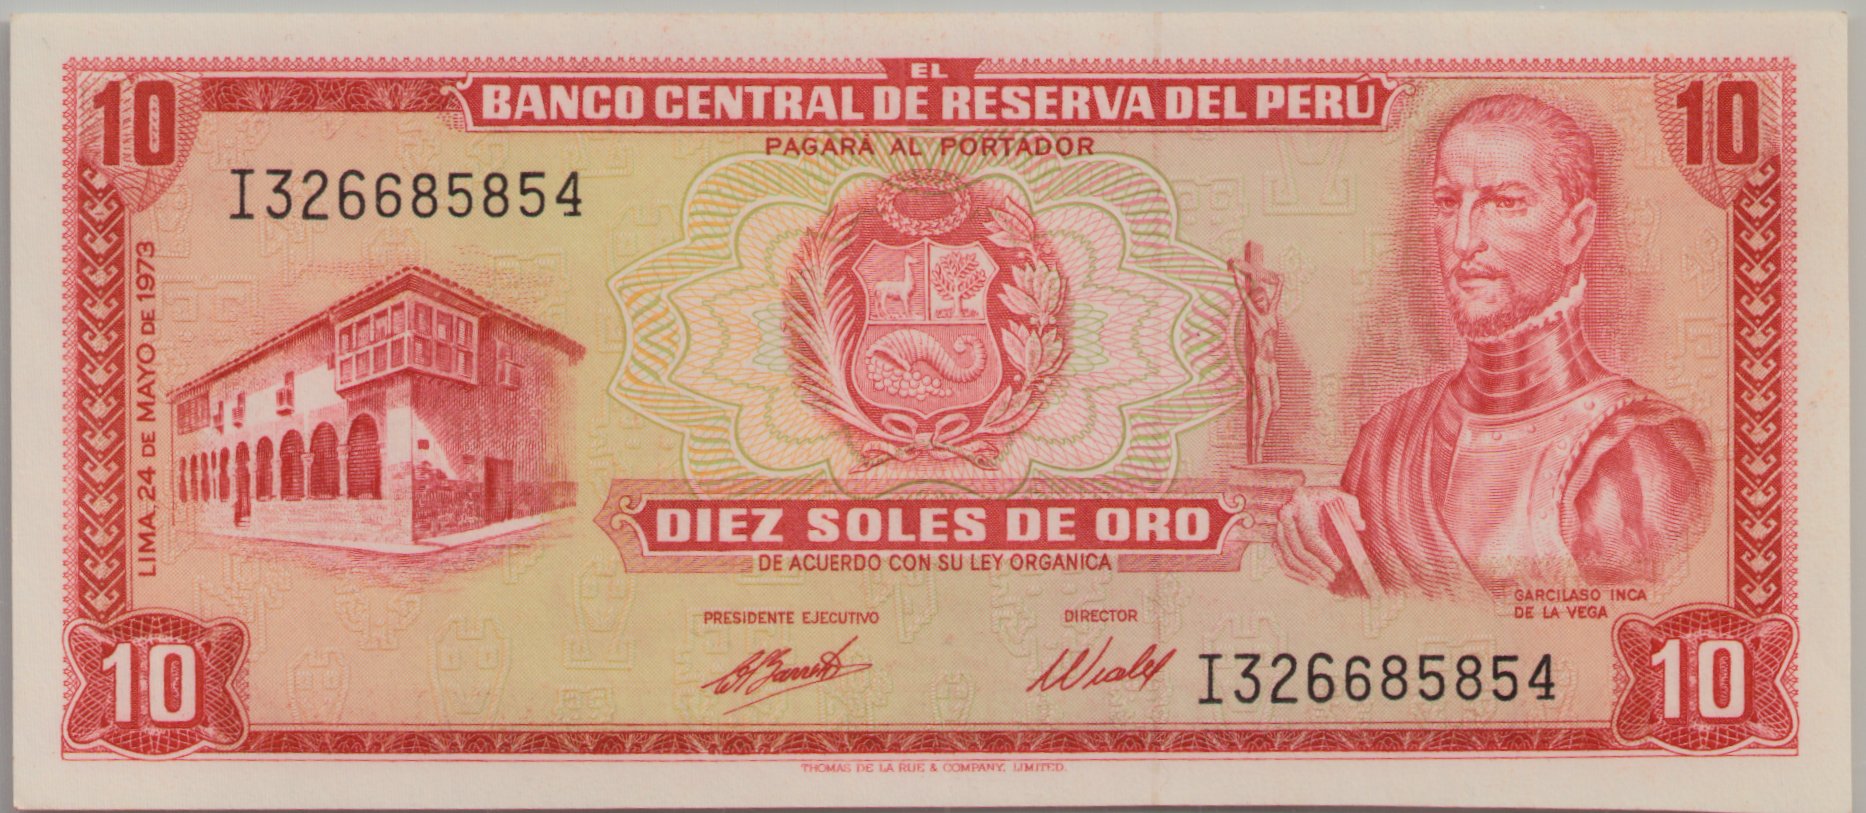 EL
BANCO CENTRAL DE RESERVA DEL PERÚ
PAGARÁ AL PORTADOR
10
10
I326685854
LIMA, 24 DE MAYO DE 1973
DIEZ SOLES DE ORO
DE ACUERDO CON SU LEY ORGANICA
GARCILASO INCA
DE LA VEGA
PRESIDENTE EJECUTIVO
DIRECTOR
I326685854
10
10
THOMAS DE LA RUE & COMPANY, LIMITED.